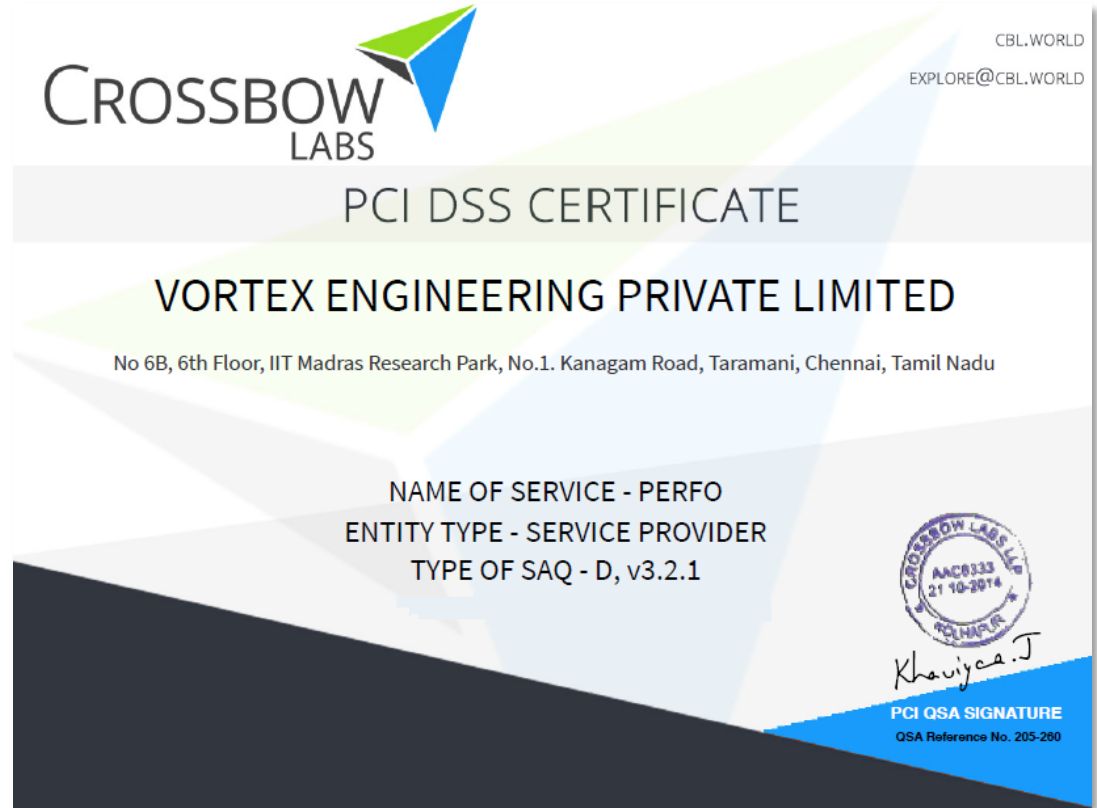 CROSSBOW
LABS
CBL.WORLD
EXPLORE@CBL.WORLD
PCI DSS CERTIFICATE
VORTEX ENGINEERING PRIVATE LIMITED
No 6B, 6th Floor, IIT Madras Research Park, No.1. Kanagam Road, Taramani, Chennai, Tamil Nadu
NAME OF SERVICE - PERFO
ENTITY TYPE - SERVICE PROVIDER
TYPE OF SAQ - D, v3.2.1
CROSSBOW LABS LLP
AAC8333
21 10-2014
KOLHAPUR
Khaviyaa.J
PCI QSA SIGNATURE
QSA Reference No. 205-260